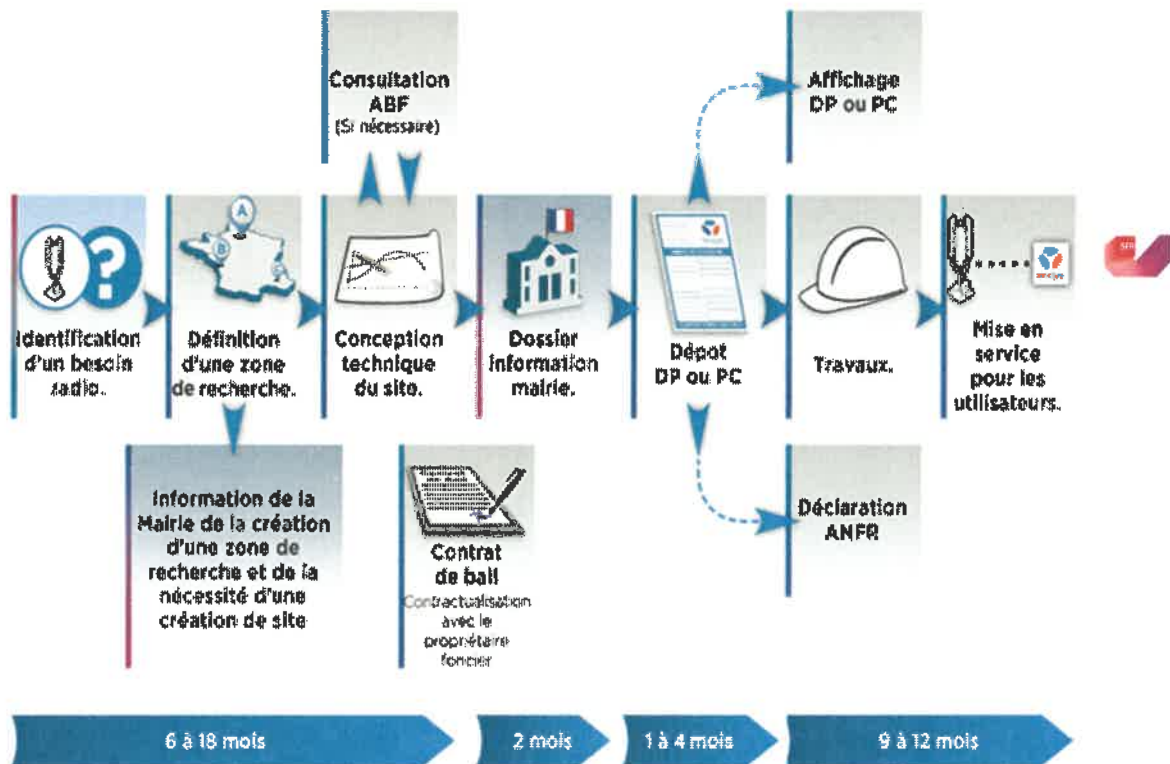 Consultation
ABF
(Si nécessaire)
Affichage
DP ou PC
A
B
Identification
d'un besoin
radio.
Définition
d'une zone
de recherche.
Conception
technique
du site.
Dossier
information
mairie.
Dépot
DP ou PC
Travaux.
Mise en
service
pour les
utilisateurs.
SFR
Information de la
Mairie de la création
d'une zone de
recherche et de la
nécessité d'une
création de site
Contrat
de bail
Contractualisation
avec le
propriétaire
foncier
Déclaration
ANFR
6 à 18 mois
2 mois
1 à 4 mois
9 à 12 mois